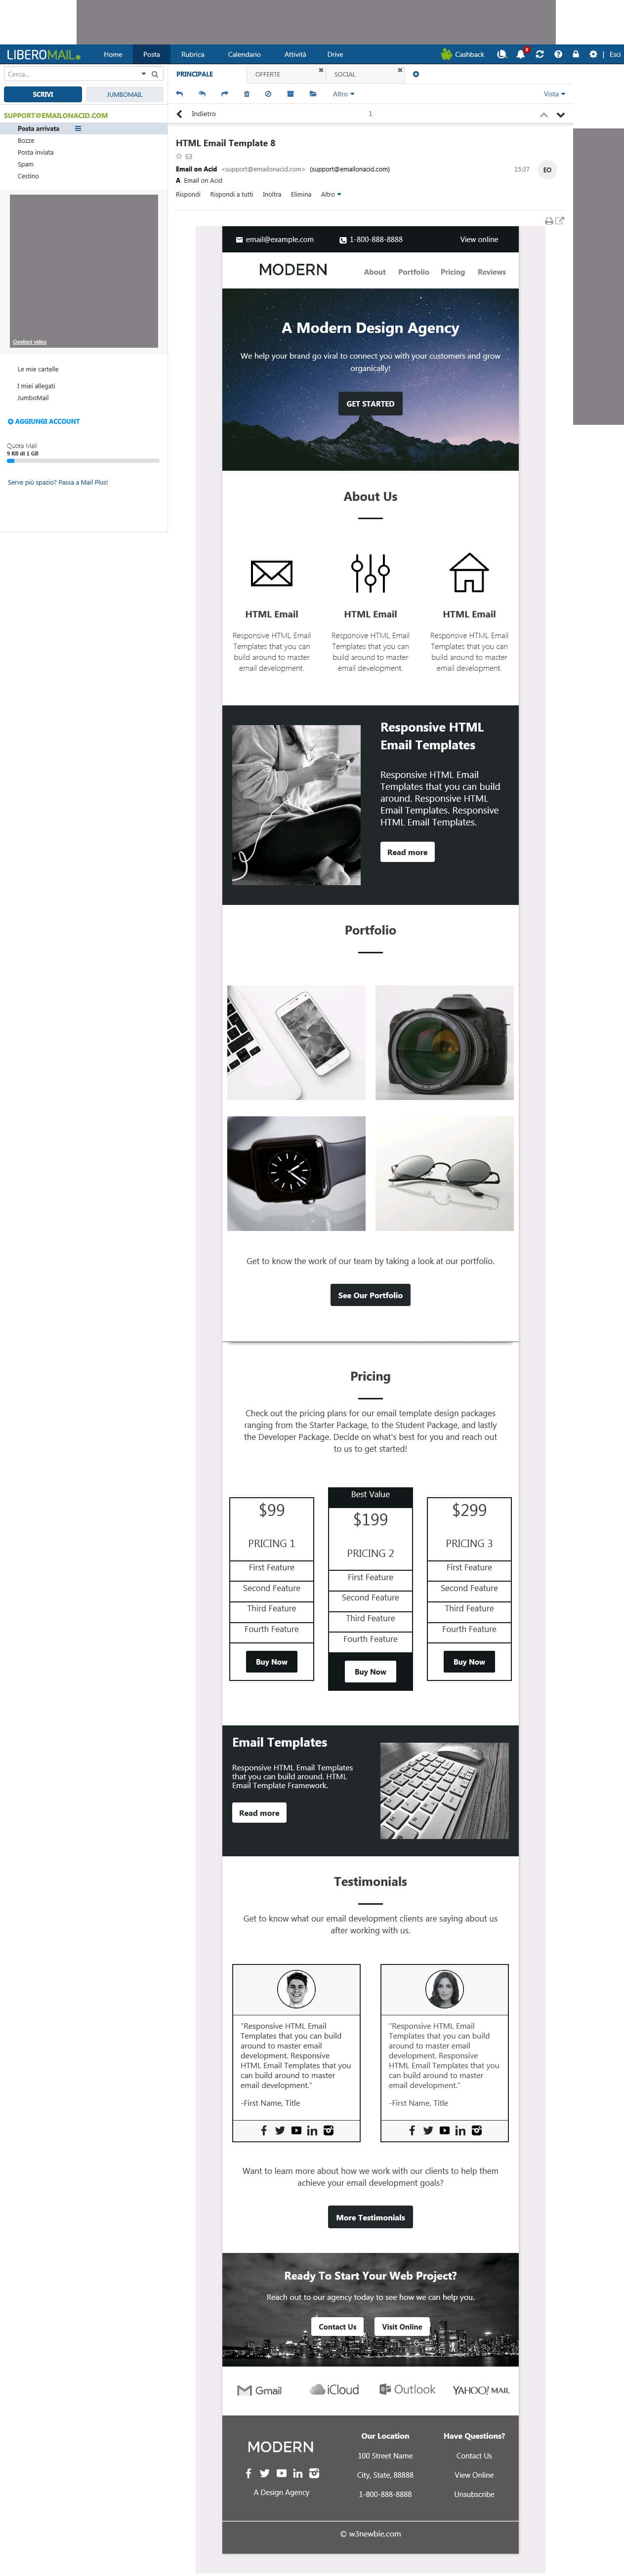 LIBEROMAIL
Home Posta Rubrica Calendario Attività Drive
Cashback
Esci
Cerca...
SCRIVI JUMBOMAIL
SUPPORT@EMAILONACID.COM
Posta arrivata
Bozze
Posta inviata
Spam
Cestino
Gestisci video
Le mie cartelle
I miei allegati
JumboMail
AGGIUNGI ACCOUNT
Quota Mail
9 KB di 1 GB
Serve più spazio? Passa a Mail Plus!
PRINCIPALE OFFERTE SOCIAL
Altro Vista
Indietro 1
HTML Email Template 8
Email on Acid <support@emailonacid.com> (support@emailonacid.com) 15:37 EO
A Email on Acid
Rispondi Rispondi a tutti Inoltra Elimina Altro
email@example.com 1-800-888-8888 View online
MODERN About Portfolio Pricing Reviews
A Modern Design Agency
We help your brand go viral to connect you with your customers and grow
organically!
GET STARTED
About Us
HTML Email
Responsive HTML Email
Templates that you can
build around to master
email development.
HTML Email
Responsive HTML Email
Templates that you can
build around to master
email development.
HTML Email
Responsive HTML Email
Templates that you can
build around to master
email development.
Responsive HTML
Email Templates
Responsive HTML Email
Templates that you can build
around. Responsive HTML
Email Templates. Responsive
HTML Email Templates.
Read more
Portfolio
Get to know the work of our team by taking a look at our portfolio.
See Our Portfolio
Pricing
Check out the pricing plans for our email template design packages
ranging from the Starter Package, to the Student Package, and lastly
the Developer Package. Decide on what's best for you and reach out
to us to get started!
$99
PRICING 1
First Feature
Second Feature
Third Feature
Fourth Feature
Buy Now
Best Value
$199
PRICING 2
First Feature
Second Feature
Third Feature
Fourth Feature
Buy Now
$299
PRICING 3
First Feature
Second Feature
Third Feature
Fourth Feature
Buy Now
Email Templates
Responsive HTML Email Templates
that you can build around. HTML
Email Template Framework.
Read more
Testimonials
Get to know what our email development clients are saying about us
after working with us.
"Responsive HTML Email
Templates that you can build
around to master email
development. Responsive
HTML Email Templates that you
can build around to master
email development."
-First Name, Title
"Responsive HTML Email
Templates that you can build
around to master email
development. Responsive
HTML Email Templates that you
can build around to master
email development."
-First Name, Title
Want to learn more about how we work with our clients to help them
achieve your email development goals?
More Testimonials
Ready To Start Your Web Project?
Reach out to our agency today to see how we can help you.
Contact Us Visit Online
Gmail iCloud Outlook YAHOO! MAIL
MODERN
A Design Agency
Our Location
100 Street Name
City, State, 88888
1-800-888-8888
Have Questions?
Contact Us
View Online
Unsubscribe
© w3newbie.com